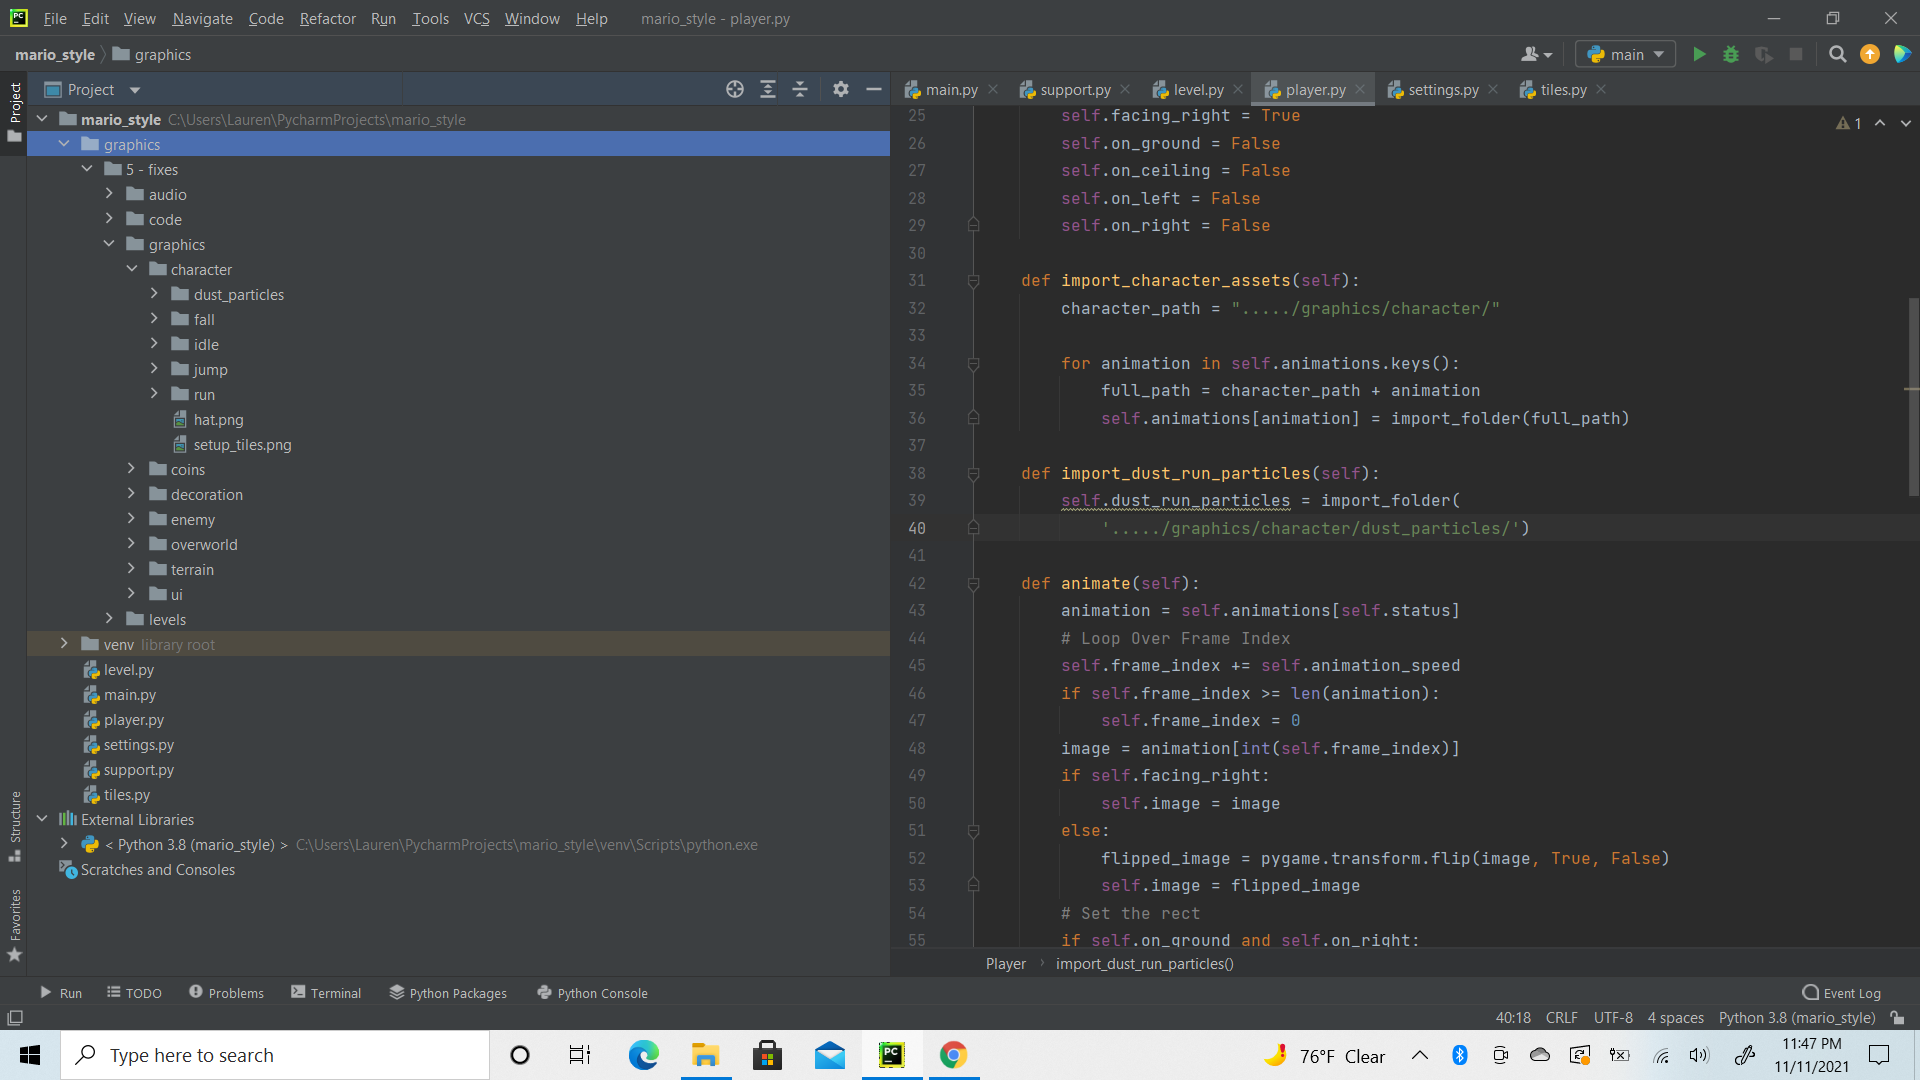 PC File Edit View Navigate Code Refactor Run Tools VCS Window Help mario_style - player.py
mario_style graphics main
Project
Project
main.py support.py level.py player.py settings.py tiles.py
mario_style C:\Users\Lauren\PycharmProjects\mario_style
graphics
5 - fixes
audio
code
graphics
character
dust_particles
fall
idle
jump
run
hat.png
setup_tiles.png
coins
decoration
enemy
overworld
terrain
ui
levels
venv library root
level.py
main.py
player.py
settings.py
support.py
tiles.py
External Libraries
< Python 3.8 (mario_style) > C:\Users\Lauren\PycharmProjects\mario_style\venv\Scripts\python.exe
Scratches and Consoles
Structure
Favorites
1
25 self.facing_right = True
26 self.on_ground = False
27 self.on_ceiling = False
28 self.on_left = False
29 self.on_right = False
30
31 def import_character_assets(self):
32 character_path = "...../graphics/character/"
33
34 for animation in self.animations.keys():
35 full_path = character_path + animation
36 self.animations[animation] = import_folder(full_path)
37
38 def import_dust_run_particles(self):
39 self.dust_run_particles = import_folder(
40 '...../graphics/character/dust_particles/')
41
42 def animate(self):
43 animation = self.animations[self.status]
44 # Loop Over Frame Index
45 self.frame_index += self.animation_speed
46 if self.frame_index >= len(animation):
47 self.frame_index = 0
48 image = animation[int(self.frame_index)]
49 if self.facing_right:
50 self.image = image
51 else:
52 flipped_image = pygame.transform.flip(image, True, False)
53 self.image = flipped_image
54 # Set the rect
55 if self.on_ground and self.on_right:
Player import_dust_run_particles()
Run TODO Problems Terminal Python Packages Python Console Event Log
40:18 CRLF UTF-8 4 spaces Python 3.8 (mario_style)
Type here to search PC 76°F Clear 11:47 PM
11/11/2021